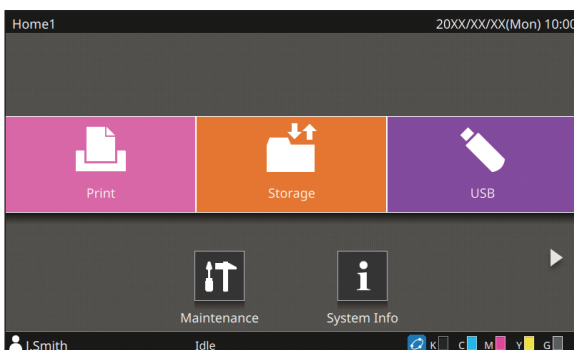 Home1 20XX/XX/XX(Mon) 10:00
Print Storage USB
Maintenance System Info
J.Smith Idle K C M Y G